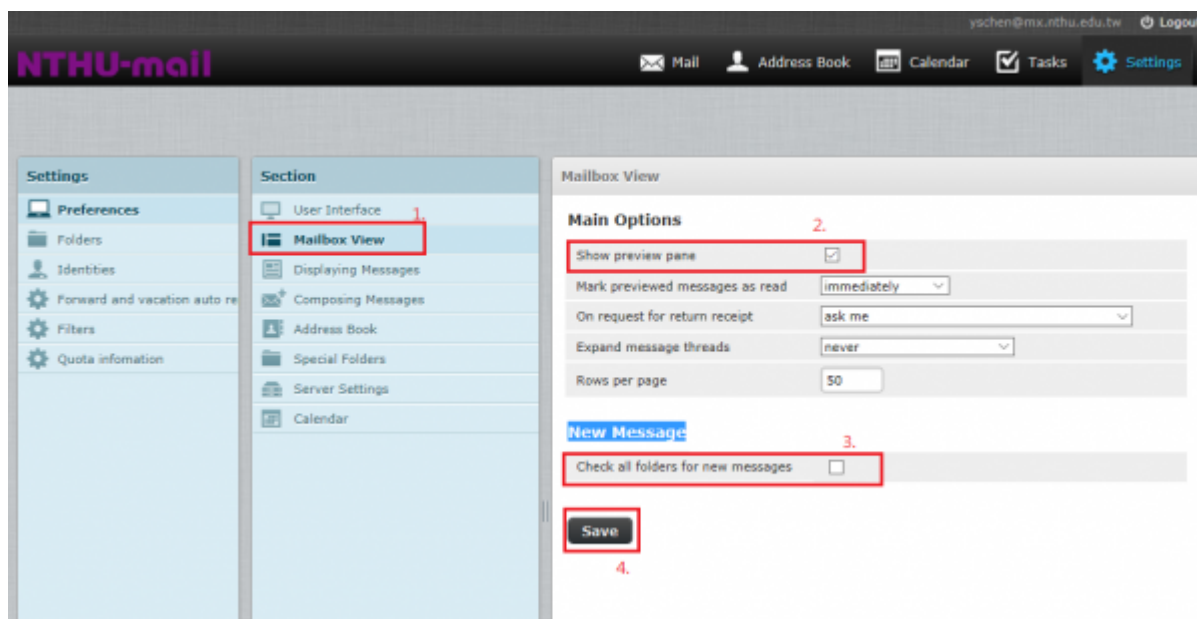 yschen@mx.nthu.edu.tw Logou
NTHU-mail
Mail Address Book Calendar Tasks Settings
Settings
Preferences
Folders
Identities
Forward and vacation auto re
Filters
Quota infomation
Section
User Interface
1.
Mailbox View
Displaying Messages
Composing Messages
Address Book
Special Folders
Server Settings
Calendar
Mailbox View
Main Options
2.
Show preview pane
Mark previewed messages as read immediately
On request for return receipt ask me
Expand message threads never
Rows per page 50
New Message
3.
Check all folders for new messages
Save
4.